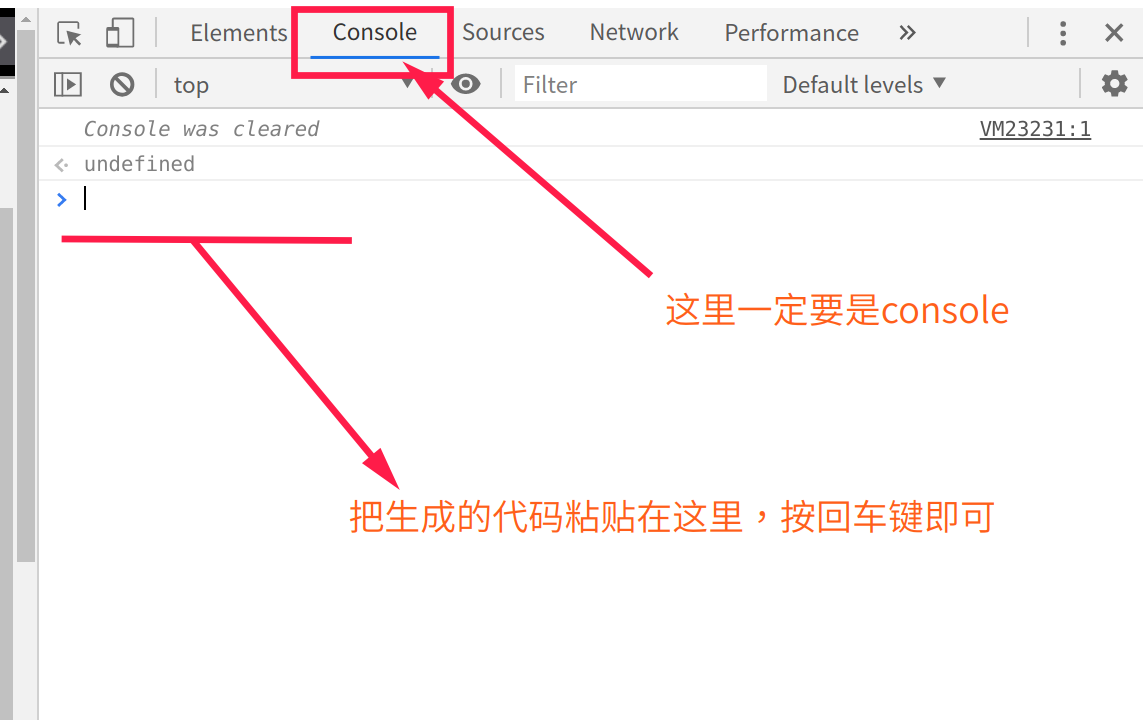 Elements Console Sources Network Performance »
top Filter Default levels ▼
Console was cleared VM23231:1
undefined
这里一定要是console
把生成的代码粘贴在这里，按回车键即可